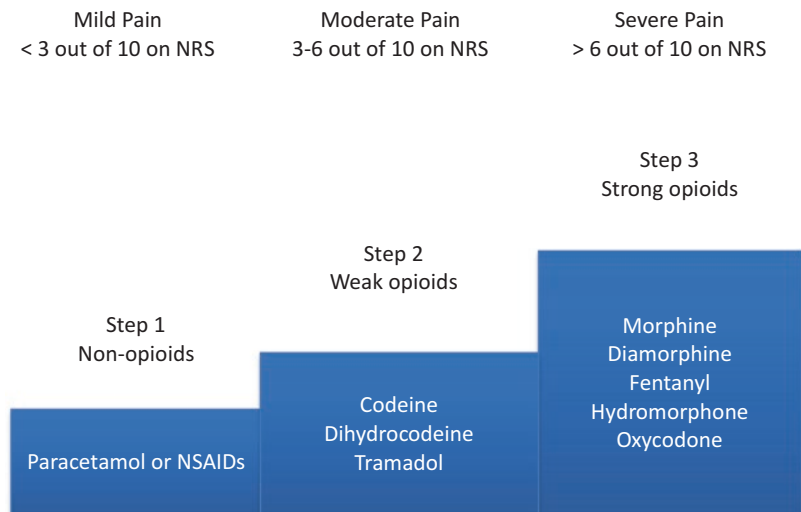 Mild Pain
< 3 out of 10 on NRS
Moderate Pain
3-6 out of 10 on NRS
Severe Pain
> 6 out of 10 on NRS
Step 1
Non-opioids
Paracetamol or NSAIDs
Step 2
Weak opioids
Codeine
Dihydrocodeine
Tramadol
Step 3
Strong opioids
Morphine
Diamorphine
Fentanyl
Hydromorphone
Oxycodone